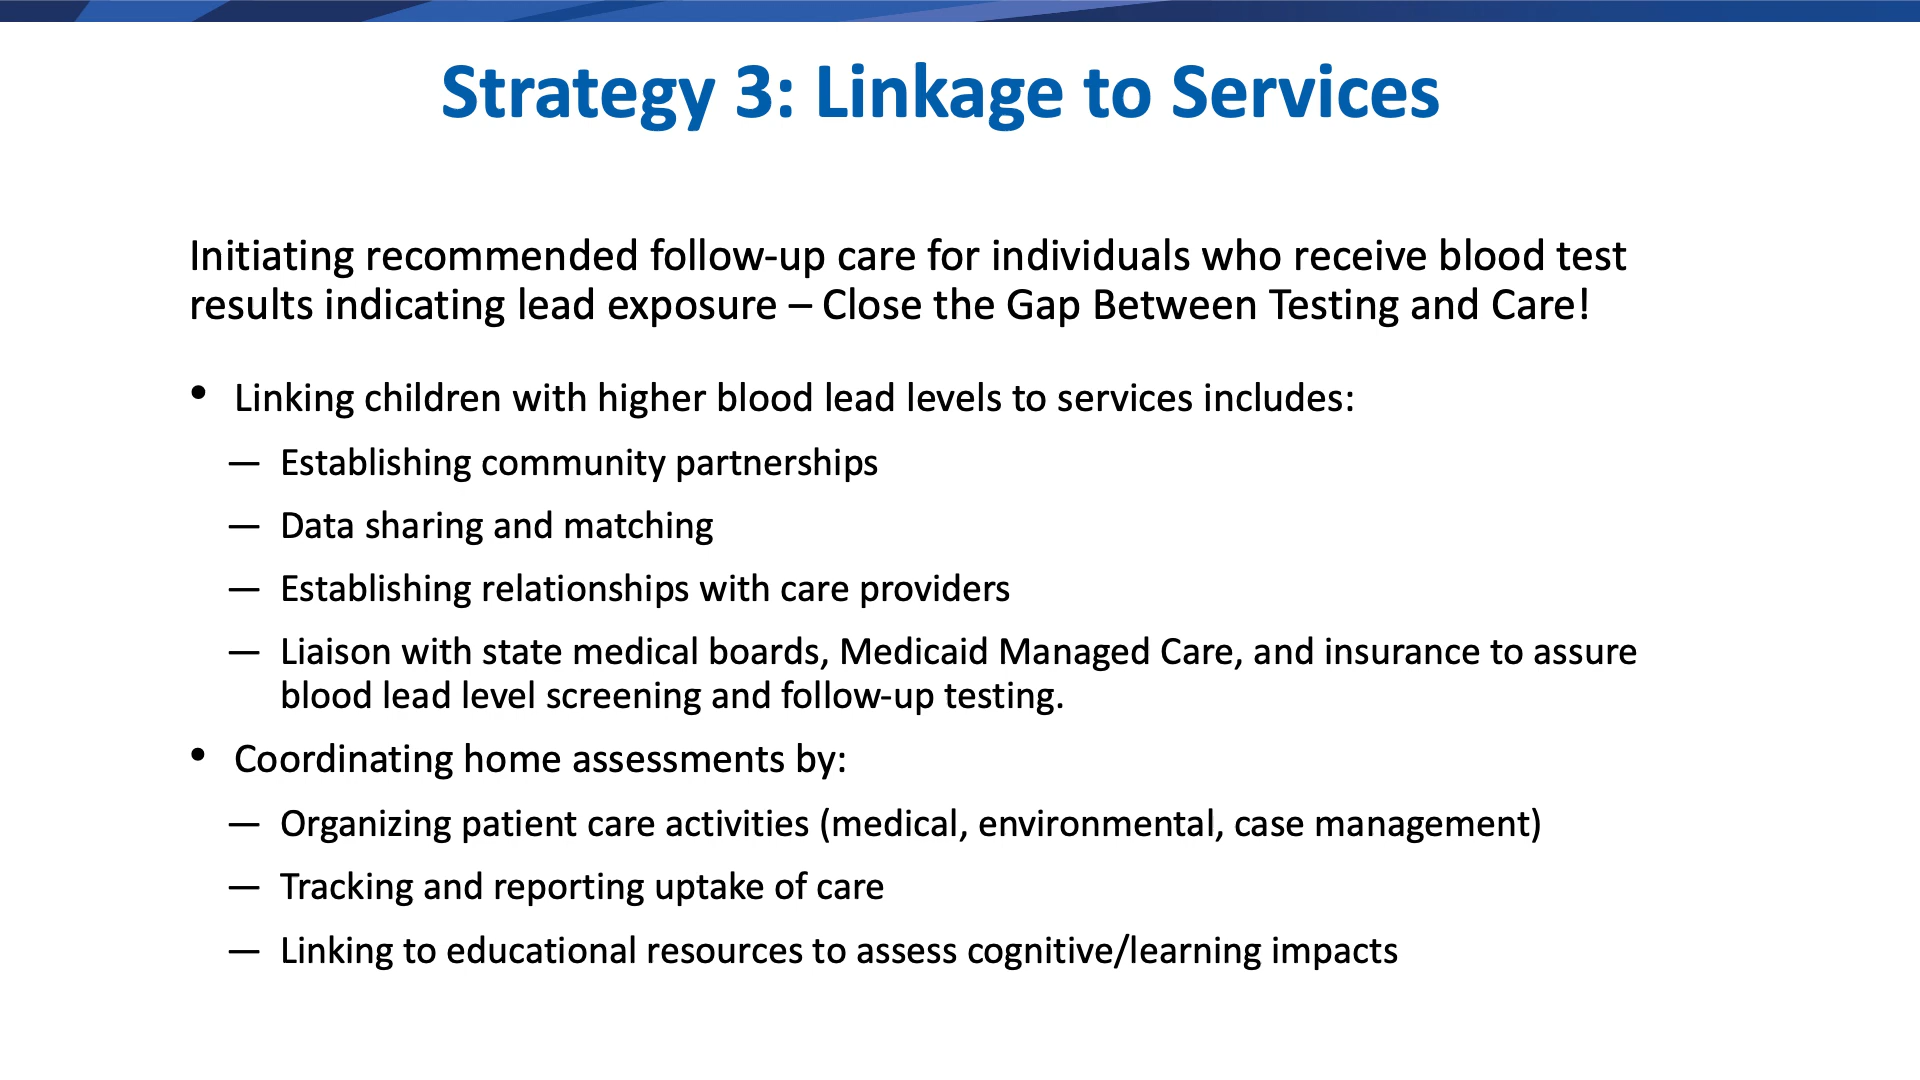 Strategy 3: Linkage to Services
Initiating recommended follow-up care for individuals who receive blood test
results indicating lead exposure – Close the Gap Between Testing and Care!
• Linking children with higher blood lead levels to services includes:
— Establishing community partnerships
— Data sharing and matching
— Establishing relationships with care providers
— Liaison with state medical boards, Medicaid Managed Care, and insurance to assure
blood lead level screening and follow-up testing.
• Coordinating home assessments by:
— Organizing patient care activities (medical, environmental, case management)
— Tracking and reporting uptake of care
— Linking to educational resources to assess cognitive/learning impacts